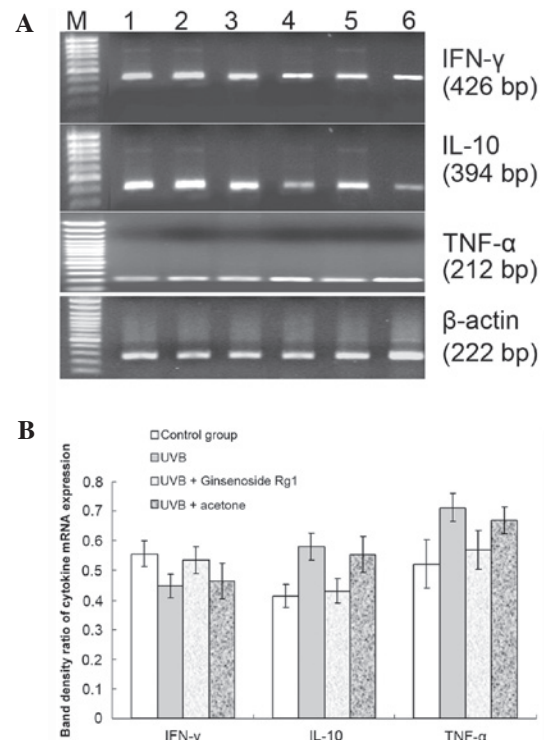 A
M 1 2 3 4 5 6
IFN-γ
(426 bp)
IL-10
(394 bp)
TNF-α
(212 bp)
β-actin
(222 bp)
B
Control group
UVB
UVB + Ginsenoside Rg1
UVB + acetone
Band density ratio of cytokine mRNA expression
0.8
0.7
0.6
0.5
0.4
0.3
0.2
0.1
0
IFN-γ IL-10 TNF-α